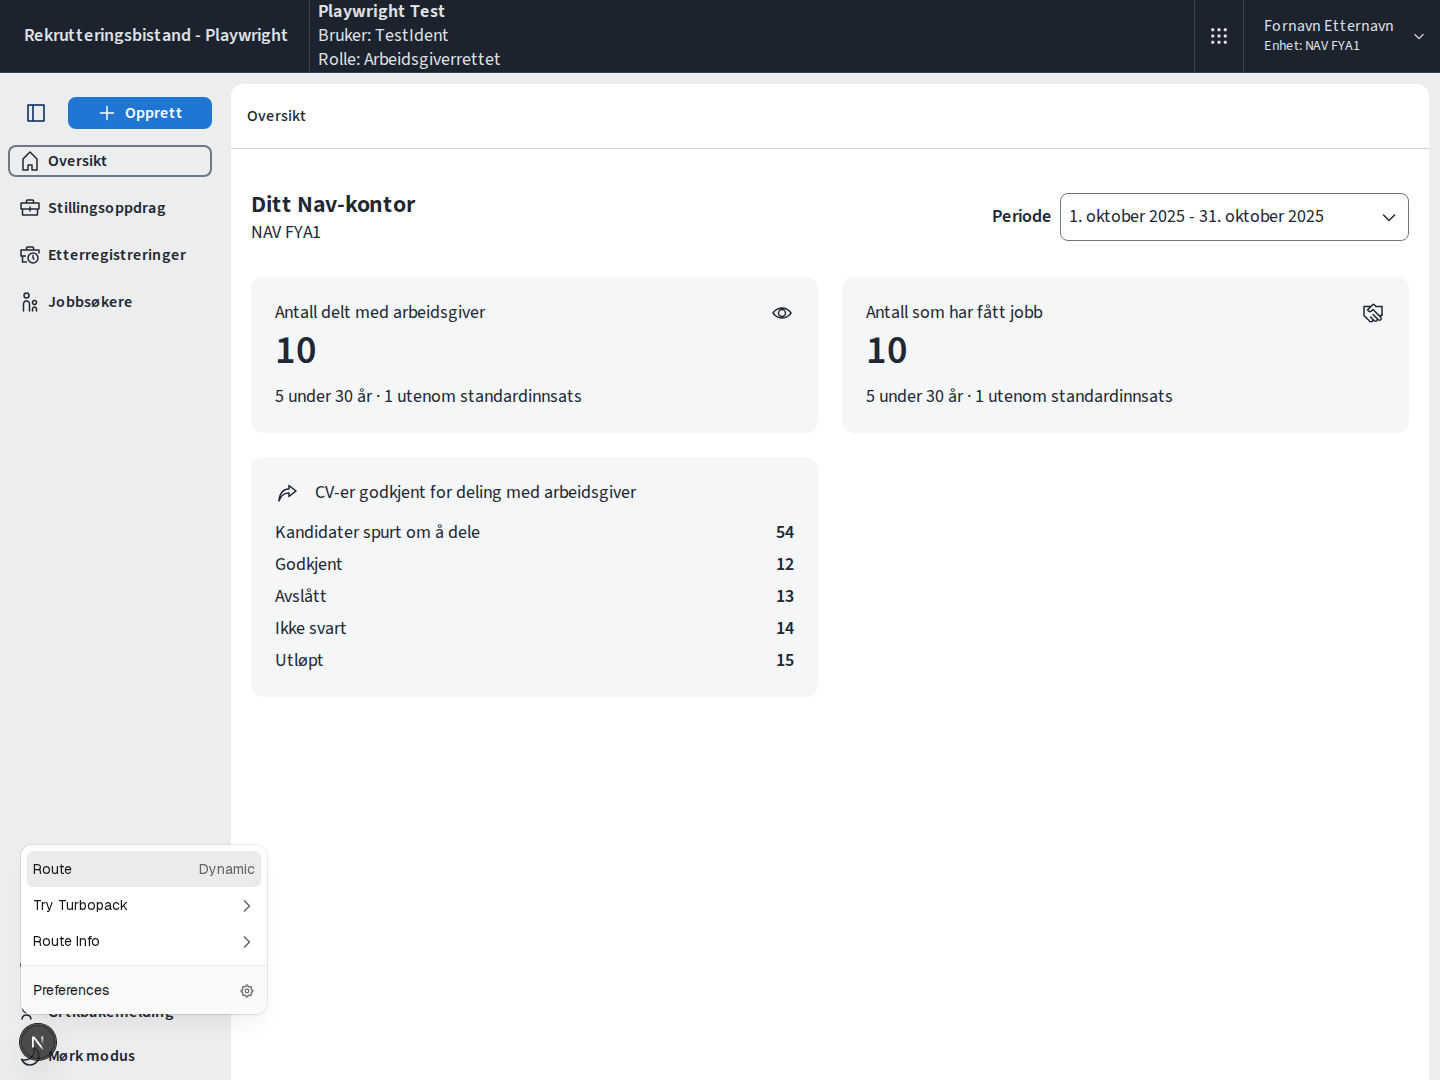 Rekrutteringsbistand - Playwright
Playwright Test
Bruker: TestIdent
Rolle: Arbeidsgiverrettet
Fornavn Etternavn
Enhet: NAV FYA1
Opprett
Oversikt
Stillingsoppdrag
Etterregistreringer
Jobbsøkere
Oversikt
Ditt Nav-kontor
NAV FYA1
Periode
1. oktober 2025 - 31. oktober 2025
Antall delt med arbeidsgiver
10
5 under 30 år · 1 utenom standardinnsats
Antall som har fått jobb
10
5 under 30 år · 1 utenom standardinnsats
CV-er godkjent for deling med arbeidsgiver
Kandidater spurt om å dele 54
Godkjent 12
Avslått 13
Ikke svart 14
Utløpt 15
Route Dynamic
Try Turbopack
Route Info
Preferences
N
Mørk modus